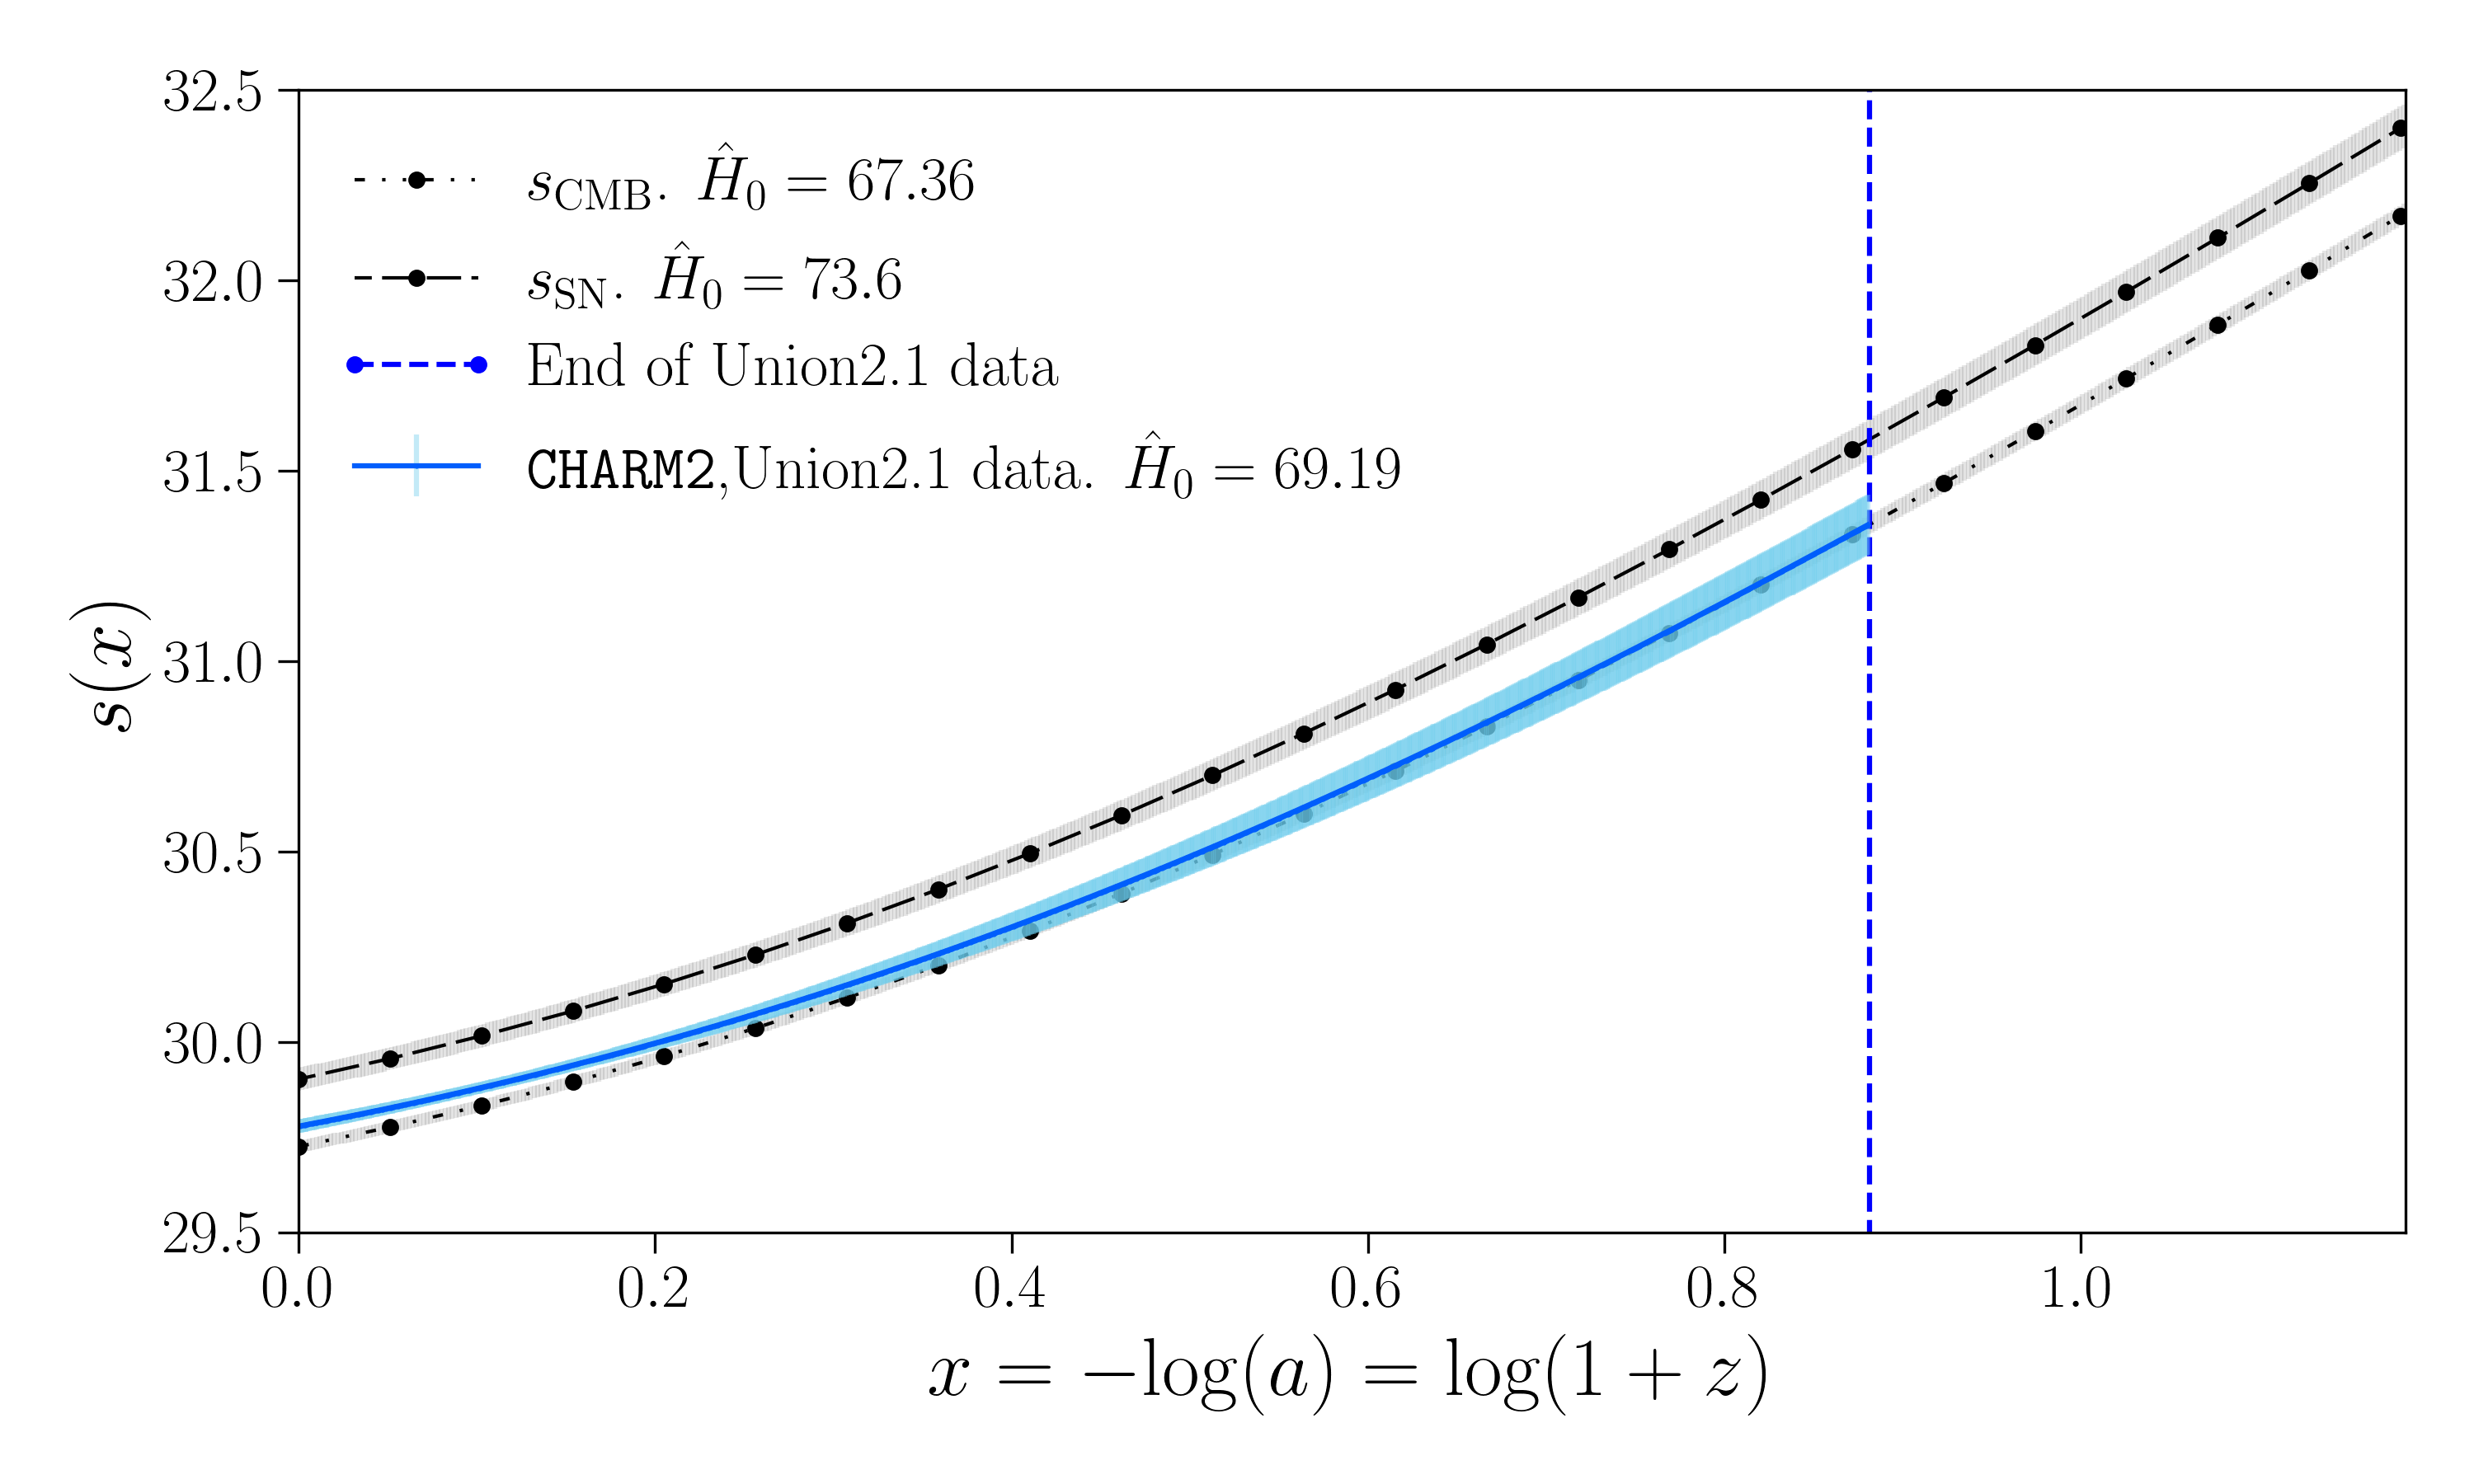 32.5
32.0
31.5
31.0
30.5
30.0
29.5
s(x)
s_CMB. Ĥ_0 = 67.36
s_SN. Ĥ_0 = 73.6
End of Union2.1 data
CHARM2,Union2.1 data. Ĥ_0 = 69.19
0.0 0.2 0.4 0.6 0.8 1.0
x = −log(a) = log(1 + z)